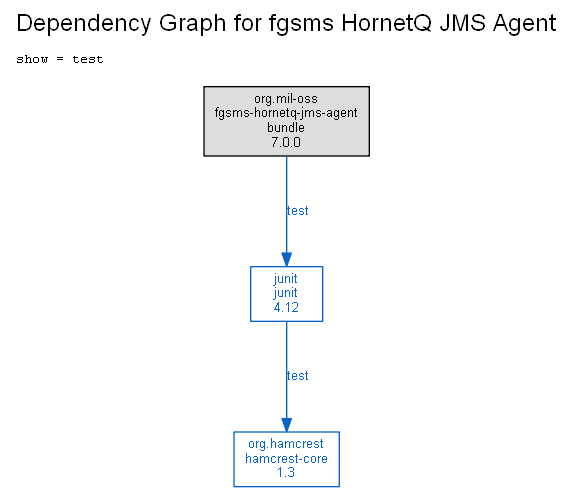 Dependency Graph for fgsms HornetQ JMS Agent
show = test
org.mil-oss
fgsms-hornetq-jms-agent
bundle
7.0.0
test
junit
junit
4.12
test
org.hamcrest
hamcrest-core
1.3